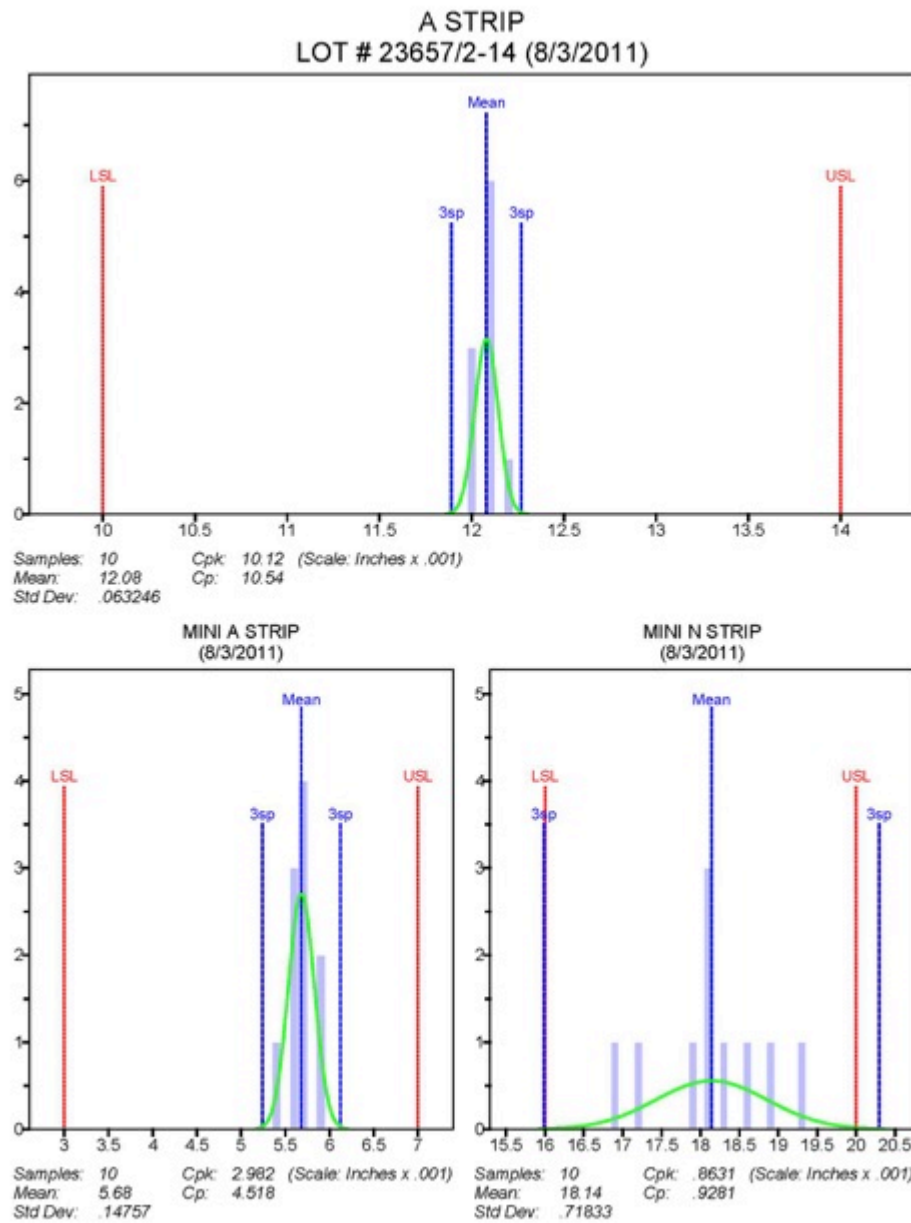 A STRIP
LOT # 23657/2-14 (8/3/2011)
Mean
LSL
USL
3sp 3sp
6
4
2
0
10 10.5 11 11.5 12 12.5 13 13.5 14
Samples: 10 Cpk: 10.12 (Scale: Inches x .001)
Mean: 12.08 Cp: 10.54
Std Dev: .063246
MINI A STRIP
(8/3/2011)
5
Mean
4
LSL
USL
3sp 3sp
3
2
1
0
3 3.5 4 4.5 5 5.5 6 6.5 7
Samples: 10 Cpk: 2.982 (Scale: Inches x .001)
Mean: 5.68 Cp: 4.518
Std Dev: .14757
MINI N STRIP
(8/3/2011)
5
Mean
4
LSL
USL
3sp 3sp
3
2
1
0
15.5 16 16.5 17 17.5 18 18.5 19 19.5 20 20.5
Samples: 10 Cpk: .8631 (Scale: Inches x .001)
Mean: 18.14 Cp: .9281
Std Dev: .71833